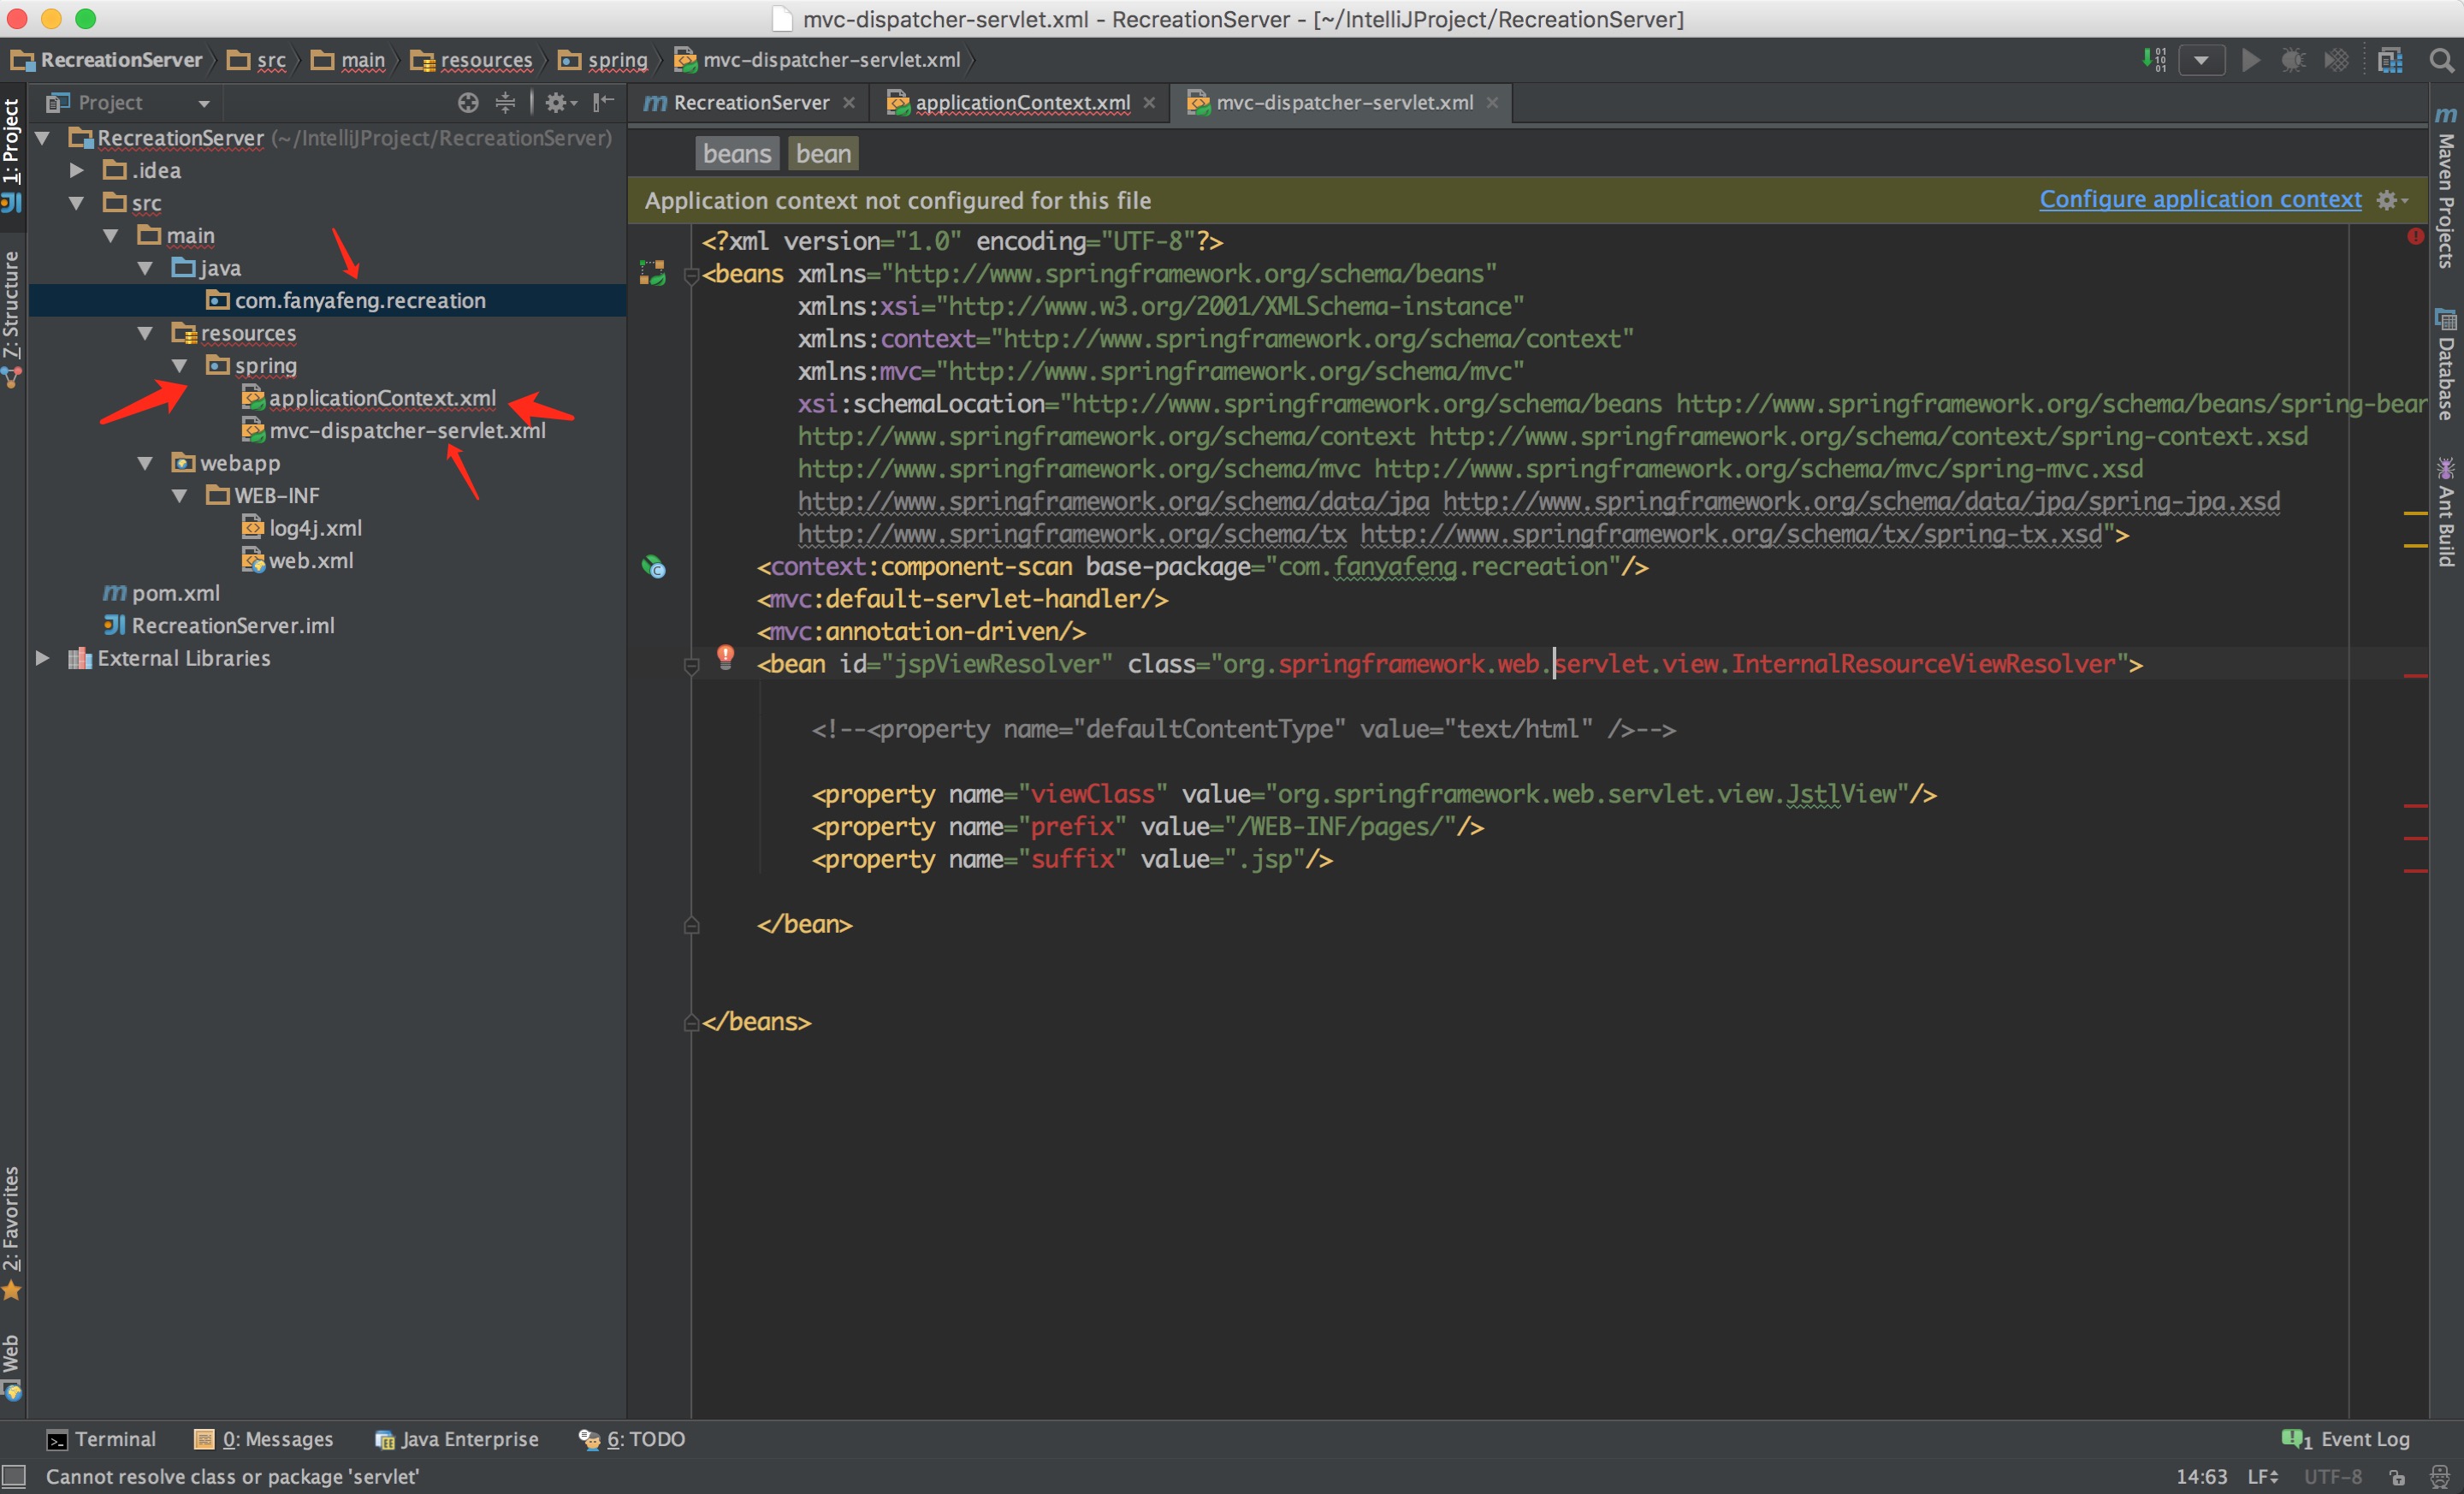 mvc-dispatcher-servlet.xml - RecreationServer - [~/IntelliJProject/RecreationServer]
RecreationServer src main resources spring mvc-dispatcher-servlet.xml
Project
RecreationServer applicationContext.xml mvc-dispatcher-servlet.xml
1: Project
7: Structure
2: Favorites
Web
RecreationServer (~/IntelliJProject/RecreationServer)
.idea
src
main
java
com.fanyafeng.recreation
resources
spring
applicationContext.xml
mvc-dispatcher-servlet.xml
webapp
WEB-INF
log4j.xml
web.xml
pom.xml
RecreationServer.iml
External Libraries
beans bean
Application context not configured for this file Configure application context
<?xml version="1.0" encoding="UTF-8"?>
<beans xmlns="http://www.springframework.org/schema/beans"
xmlns:xsi="http://www.w3.org/2001/XMLSchema-instance"
xmlns:context="http://www.springframework.org/schema/context"
xmlns:mvc="http://www.springframework.org/schema/mvc"
xsi:schemaLocation="http://www.springframework.org/schema/beans http://www.springframework.org/schema/beans/spring-bear
http://www.springframework.org/schema/context http://www.springframework.org/schema/context/spring-context.xsd
http://www.springframework.org/schema/mvc http://www.springframework.org/schema/mvc/spring-mvc.xsd
http://www.springframework.org/schema/data/jpa http://www.springframework.org/schema/data/jpa/spring-jpa.xsd
http://www.springframework.org/schema/tx http://www.springframework.org/schema/tx/spring-tx.xsd">
<context:component-scan base-package="com.fanyafeng.recreation"/>
<mvc:default-servlet-handler/>
<mvc:annotation-driven/>
<bean id="jspViewResolver" class="org.springframework.web.servlet.view.InternalResourceViewResolver">
<!--<property name="defaultContentType" value="text/html" />-->
<property name="viewClass" value="org.springframework.web.servlet.view.JstlView"/>
<property name="prefix" value="/WEB-INF/pages/"/>
<property name="suffix" value=".jsp"/>
</bean>
</beans>
Maven Projects
Database
Ant Build
Terminal 0: Messages Java Enterprise 6: TODO 1 Event Log
Cannot resolve class or package 'servlet' 14:63 LF UTF-8